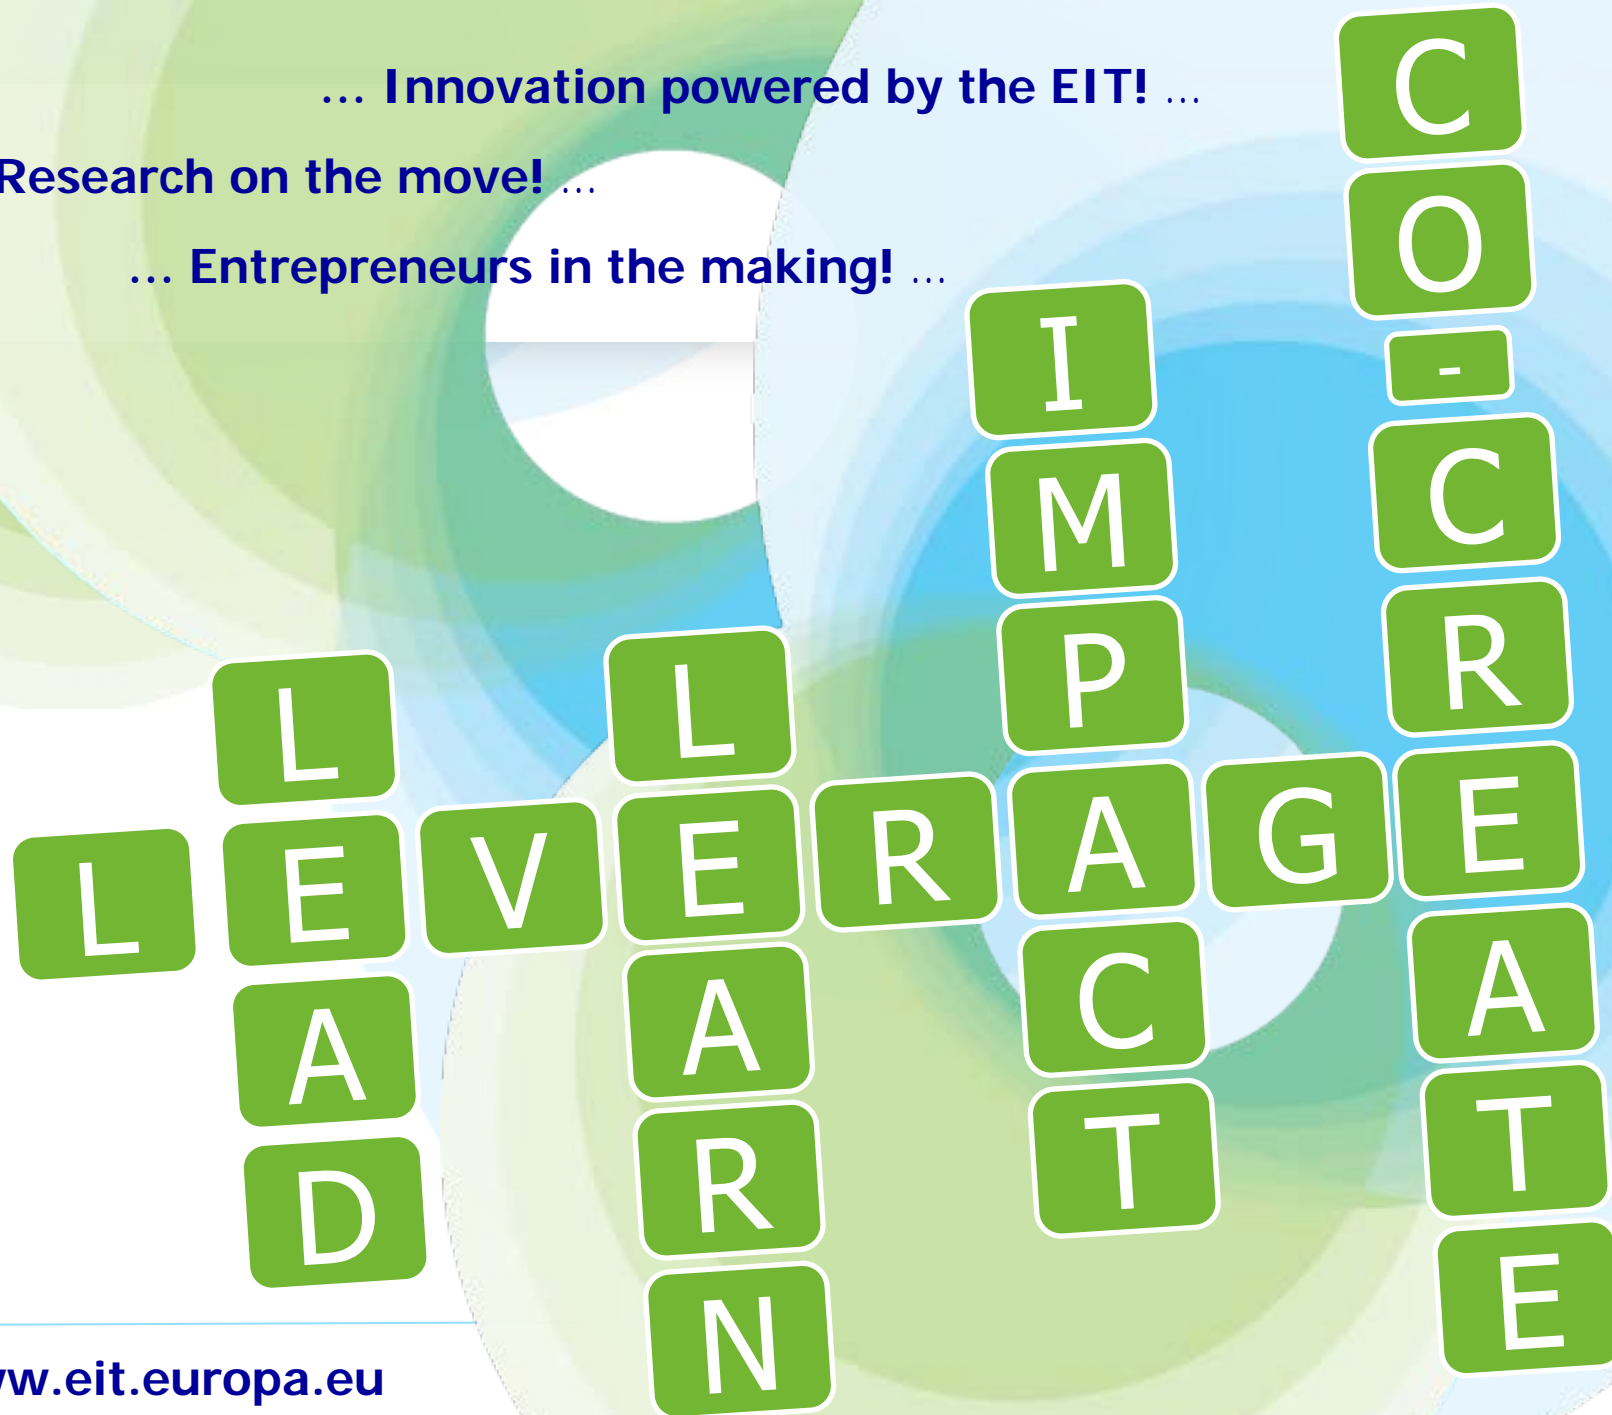 ... Innovation powered by the EIT! ...
Research on the move! ...
... Entrepreneurs in the making! ...
LEVERAGE
LEAD
LEARN
IMPACT
CO-CREATE
w.eit.europa.eu